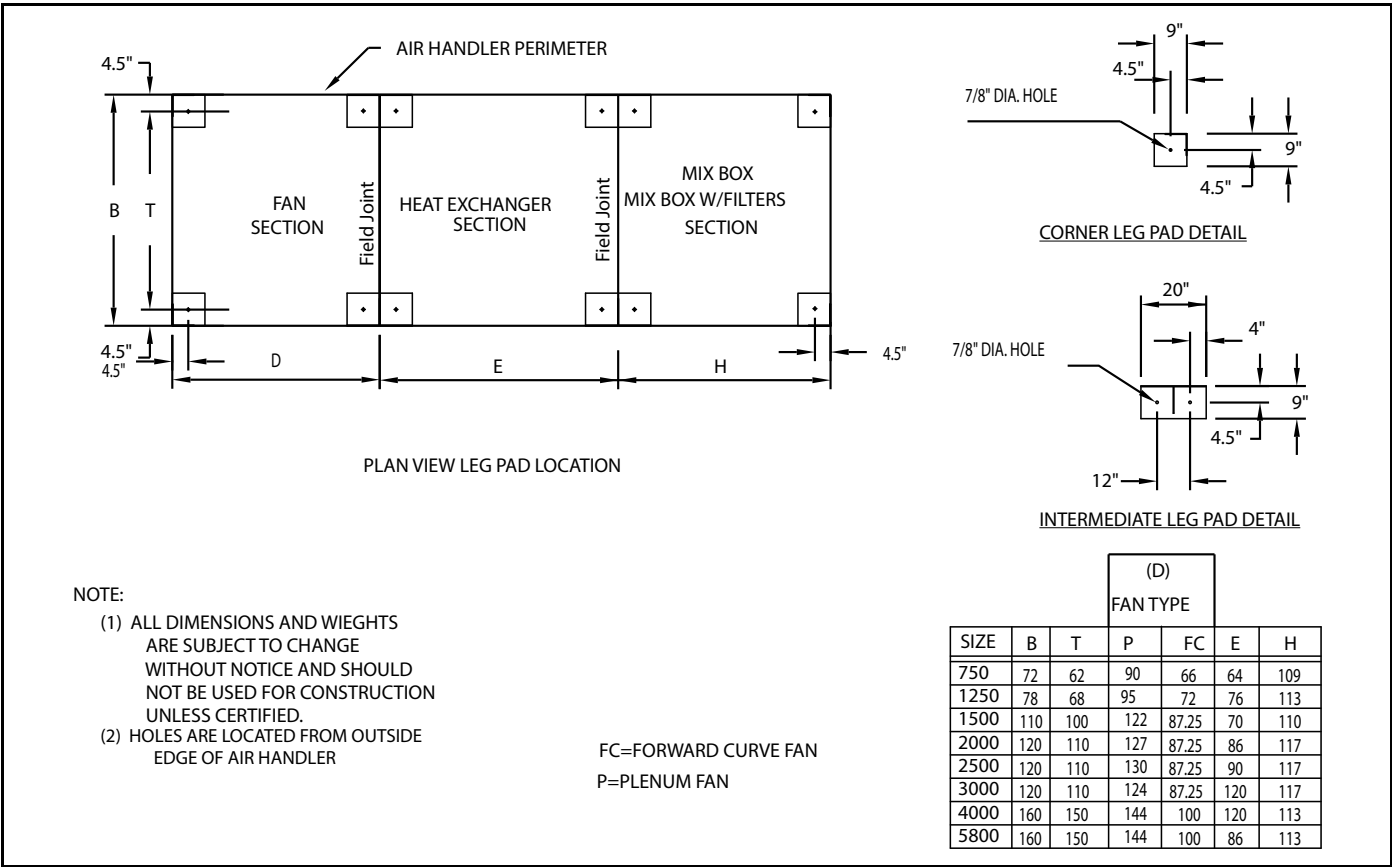 AIR HANDLER PERIMETER
4.5"
B
T
FAN
SECTION
Field Joint
HEAT EXCHANGER
SECTION
Field Joint
MIX BOX
MIX BOX W/FILTERS
SECTION
4.5"
4.5"
D
E
H
4.5"
PLAN VIEW LEG PAD LOCATION
9"
4.5"
7/8" DIA. HOLE
9"
4.5"
CORNER LEG PAD DETAIL
20"
4"
7/8" DIA. HOLE
9"
4.5"
12"
INTERMEDIATE LEG PAD DETAIL
NOTE:
(1) ALL DIMENSIONS AND WIEGHTS
ARE SUBJECT TO CHANGE
WITHOUT NOTICE AND SHOULD
NOT BE USED FOR CONSTRUCTION
UNLESS CERTIFIED.
(2) HOLES ARE LOCATED FROM OUTSIDE
EDGE OF AIR HANDLER
FC=FORWARD CURVE FAN
P=PLENUM FAN
(D)
FAN TYPE
SIZE B T P FC E H
750 72 62 90 66 64 109
1250 78 68 95 72 76 113
1500 110 100 122 87.25 70 110
2000 120 110 127 87.25 86 117
2500 120 110 130 87.25 90 117
3000 120 110 124 87.25 120 117
4000 160 150 144 100 120 113
5800 160 150 144 100 86 113